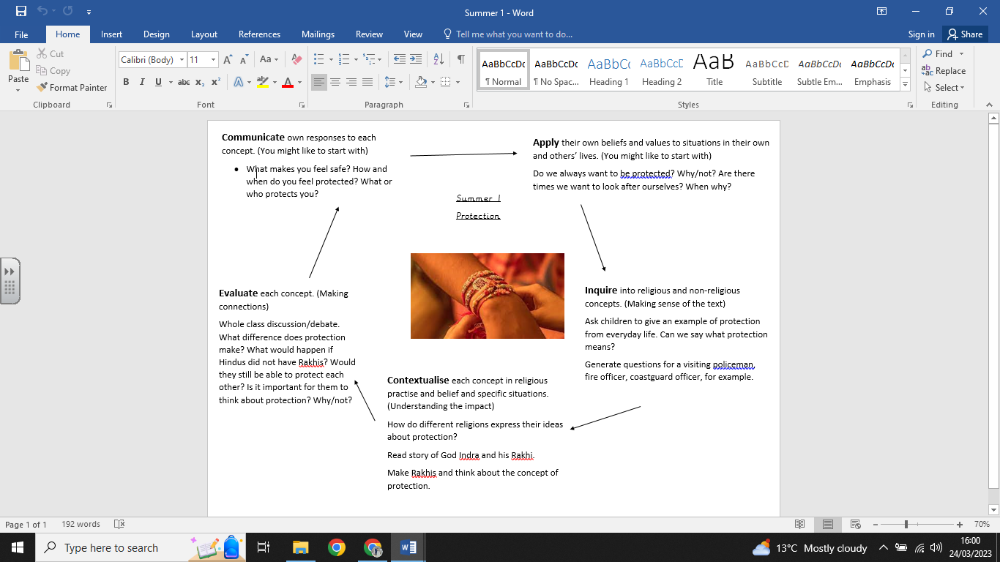 Summer 1 - Word
File Home Insert Design Layout References Mailings Review View Tell me what you want to do... Sign in Share
Paste
Cut
Copy
Format Painter
Clipboard
Calibri (Body) 11
Aa
B I U abc x₂ x²
Font
Paragraph
AaBbCcDc AaBbCcDc AaBbCc AaBbCcD AaB AaBbCcD AaBbCcDc AaBbCcDc
¶ Normal ¶ No Spac... Heading 1 Heading 2 Title Subtitle Subtle Em... Emphasis
Styles
Find
Replace
Select
Editing
Communicate own responses to each
concept. (You might like to start with)
• What makes you feel safe? How and
when do you feel protected? What or
who protects you?
Apply their own beliefs and values to situations in their own
and others’ lives. (You might like to start with)
Do we always want to be protected? Why/not? Are there
times we want to look after ourselves? When why?
Summer 1
Protection
Inquire into religious and non-religious
concepts. (Making sense of the text)
Ask children to give an example of protection
from everyday life. Can we say what protection
means?
Generate questions for a visiting policeman,
fire officer, coastguard officer, for example.
Contextualise each concept in religious
practise and belief and specific situations.
(Understanding the impact)
How do different religions express their ideas
about protection?
Read story of God Indra and his Rakhi.
Make Rakhis and think about the concept of
protection.
Evaluate each concept. (Making
connections)
Whole class discussion/debate.
What difference does protection
make? What would happen if
Hindus did not have Rakhis? Would
they still be able to protect each
other? Is it important for them to
think about protection? Why/not?
Page 1 of 1 192 words 70%
Type here to search
13°C Mostly cloudy
16:00
24/03/2023